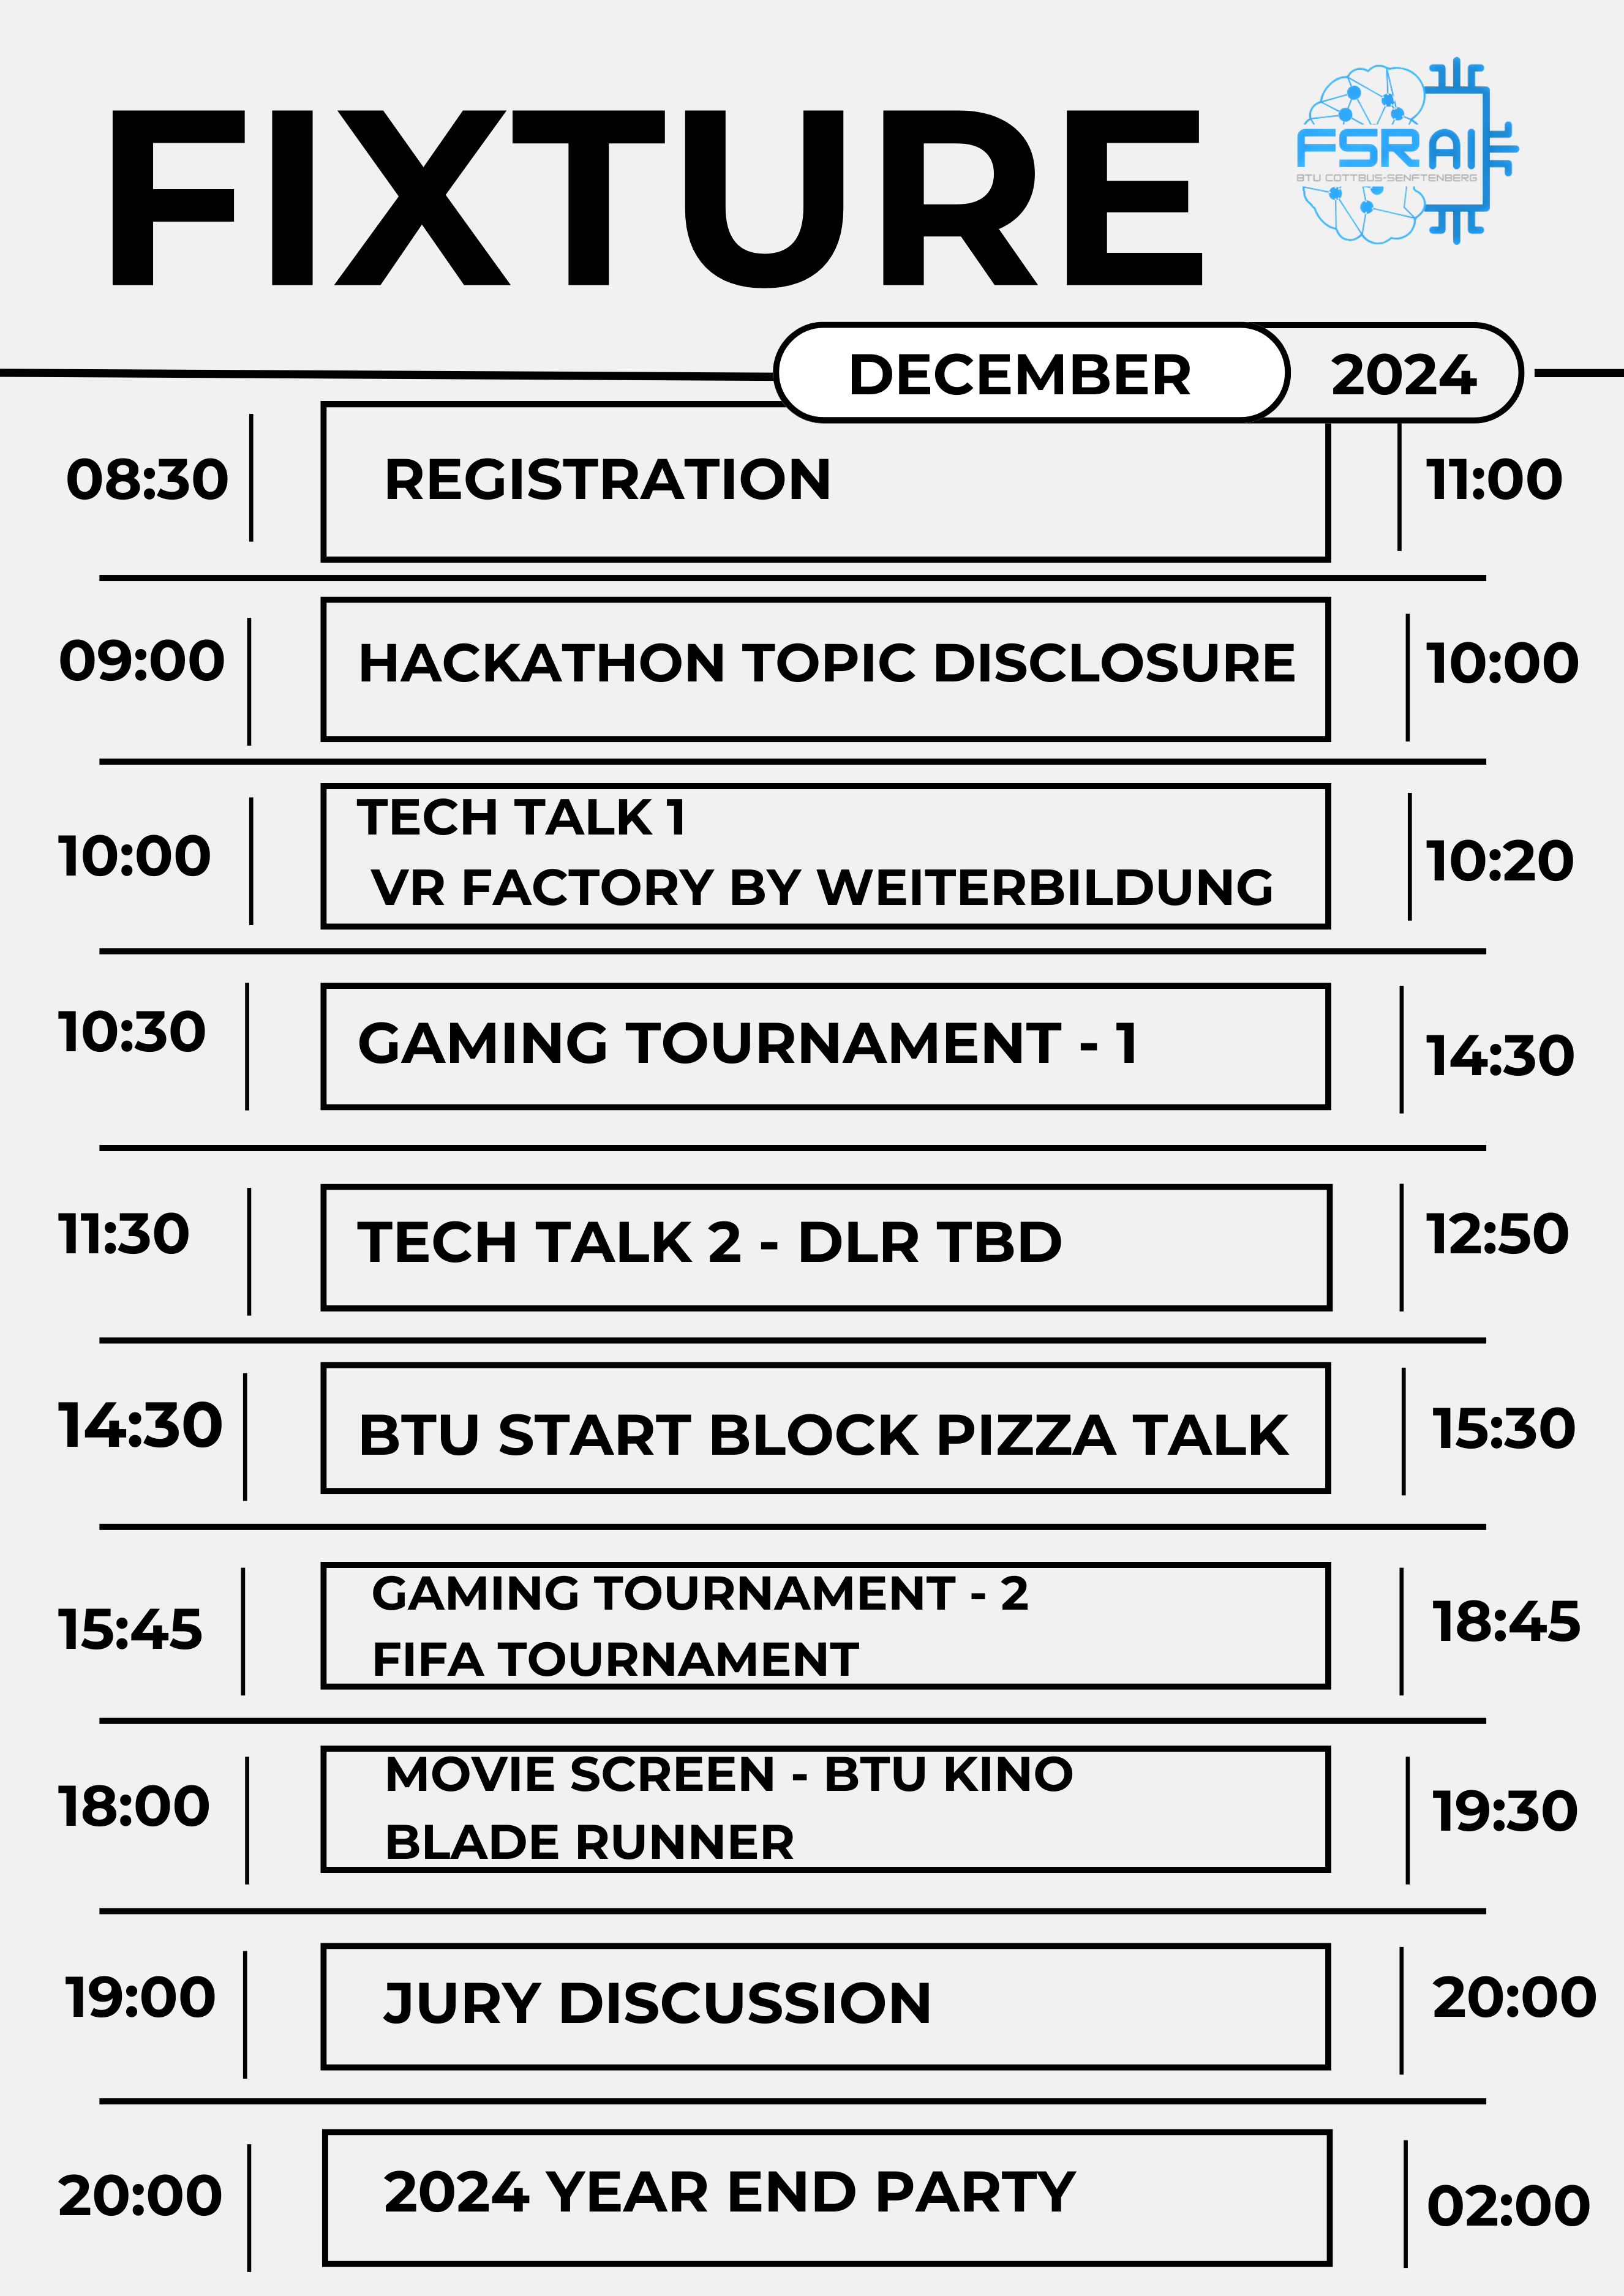 FIXTURE
FSR AI
BTU COTTBUS-SENFTENBERG
DECEMBER 2024
08:30 REGISTRATION 11:00
09:00 HACKATHON TOPIC DISCLOSURE 10:00
TECH TALK 1
10:00 VR FACTORY BY WEITERBILDUNG 10:20
10:30 GAMING TOURNAMENT - 1 14:30
11:30 TECH TALK 2 - DLR TBD 12:50
14:30 BTU START BLOCK PIZZA TALK 15:30
GAMING TOURNAMENT - 2
15:45 FIFA TOURNAMENT 18:45
MOVIE SCREEN - BTU KINO
18:00 BLADE RUNNER 19:30
19:00 JURY DISCUSSION 20:00
20:00 2024 YEAR END PARTY 02:00